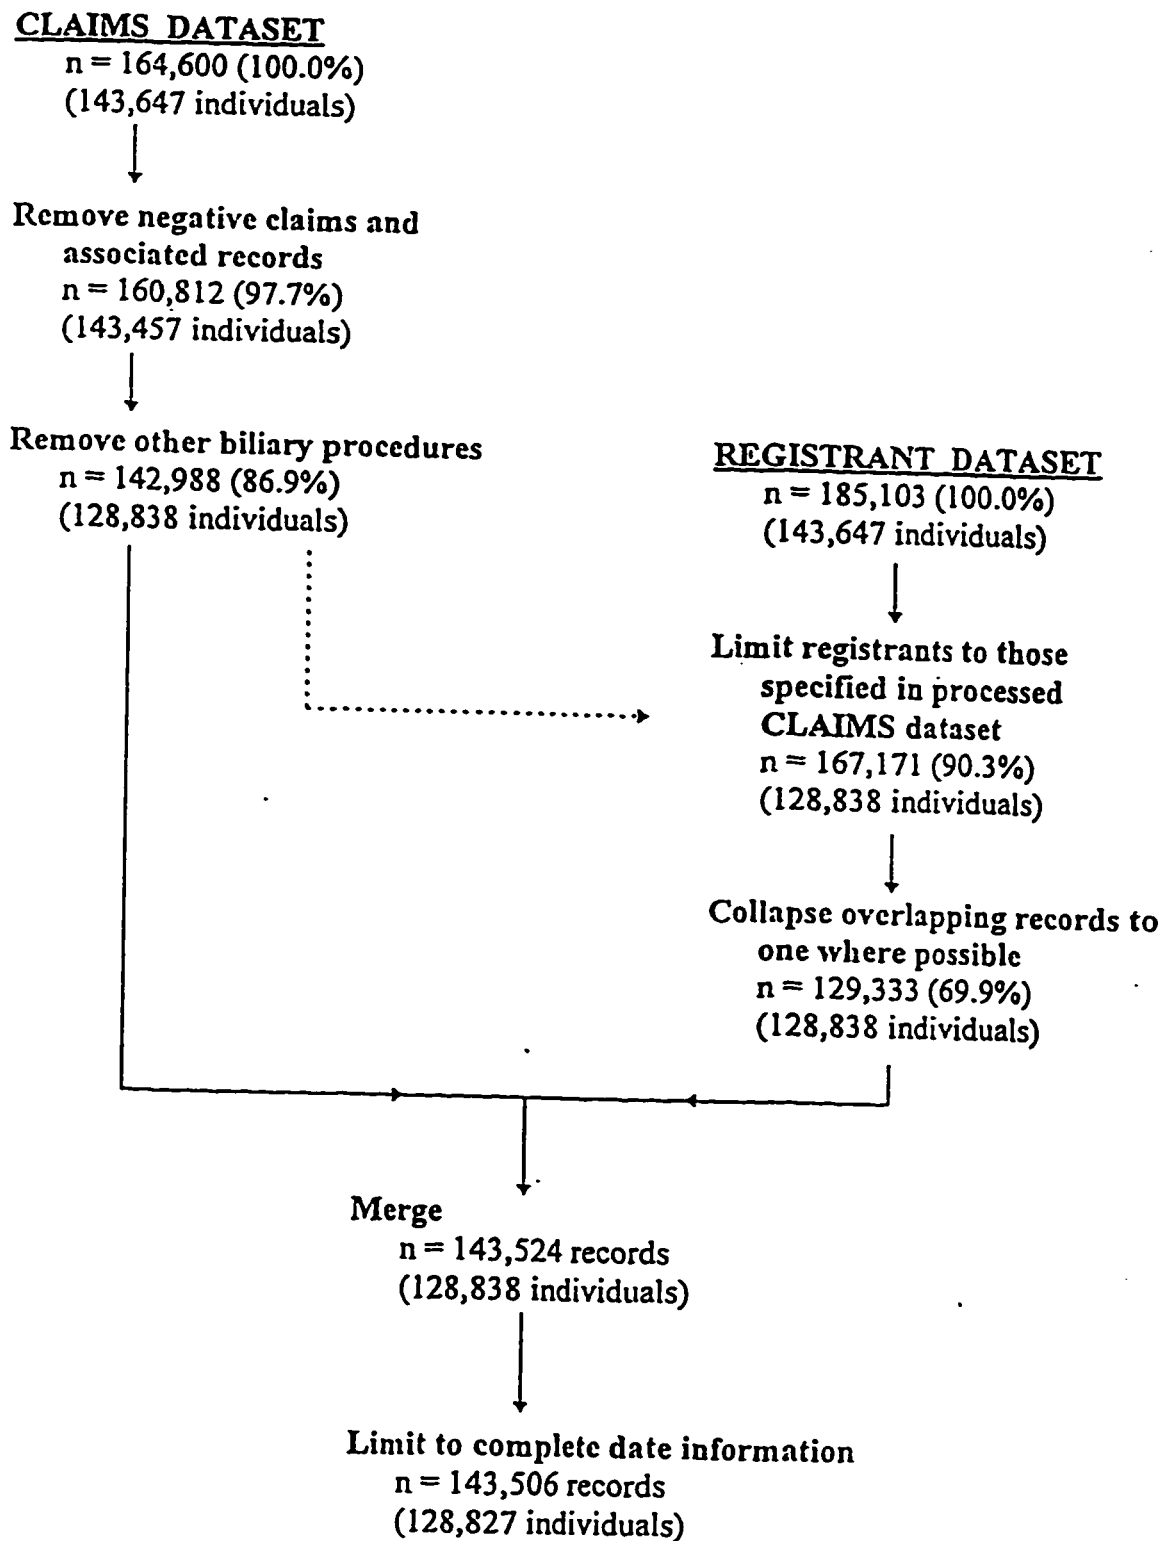 CLAIMS DATASET
n = 164,600 (100.0%)
(143,647 individuals)
Remove negative claims and
associated records
n = 160,812 (97.7%)
(143,457 individuals)
Remove other biliary procedures
n = 142,988 (86.9%)
(128,838 individuals)
REGISTRANT DATASET
n = 185,103 (100.0%)
(143,647 individuals)
Limit registrants to those
specified in processed
CLAIMS dataset
n = 167,171 (90.3%)
(128,838 individuals)
Collapse overlapping records to
one where possible
n = 129,333 (69.9%)
(128,838 individuals)
Merge
n = 143,524 records
(128,838 individuals)
Limit to complete date information
n = 143,506 records
(128,827 individuals)